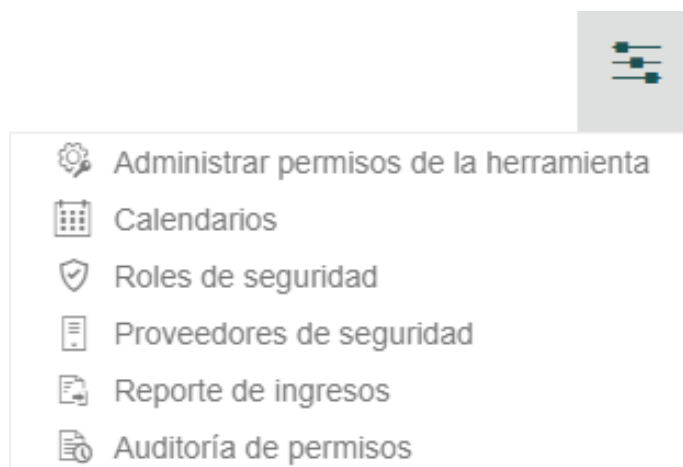 Administrar permisos de la herramienta
Calendarios
Roles de seguridad
Proveedores de seguridad
Reporte de ingresos
Auditoría de permisos